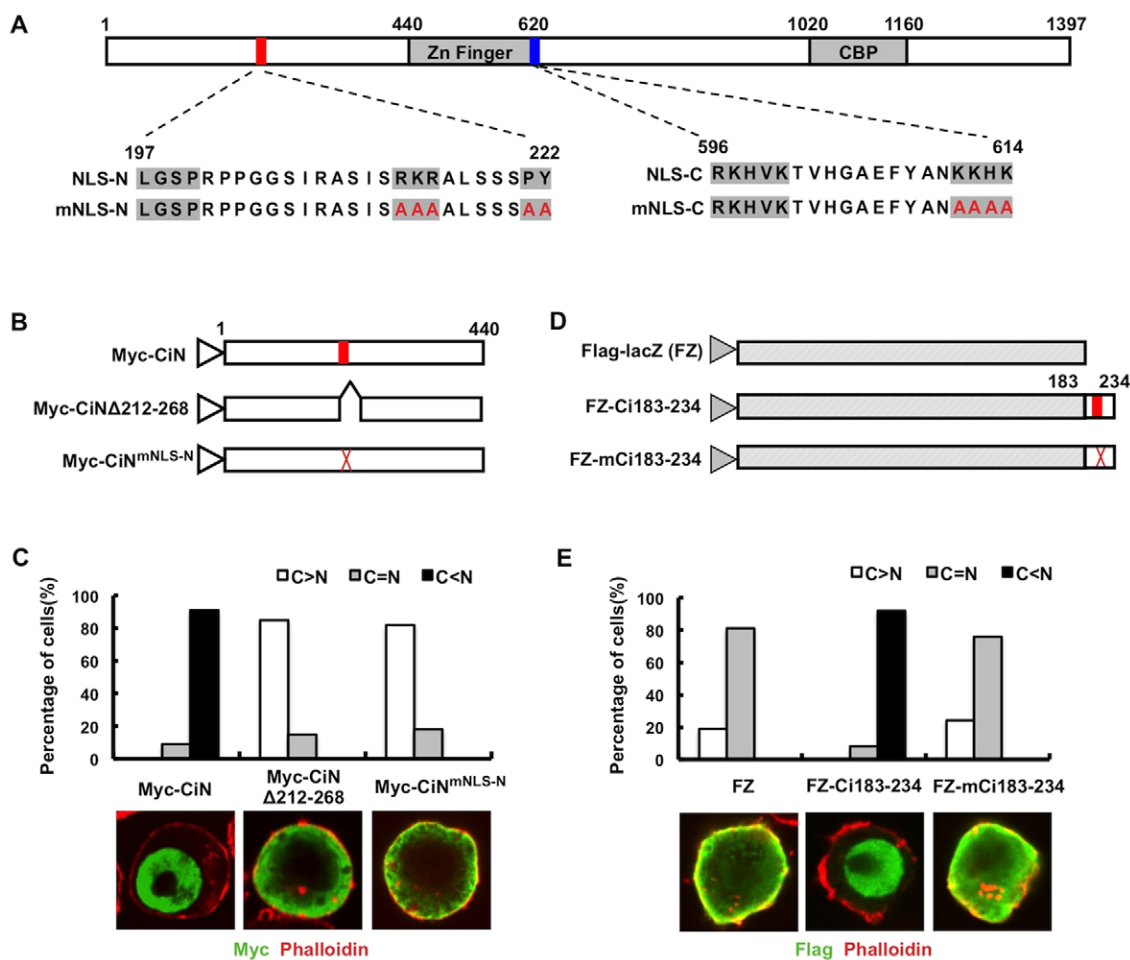 A
1 440 620 1020 1160 1397
Zn Finger CBP
197 222
NLS-N LGSPRPPGGSIRASISRKRALSSSPY
mNLS-N LGSPRPPGGSIRASISAAAALSSSAA
596 614
NLS-C RKHVKTVHGAEFYANKKHK
mNLS-C RKHVKTVHGAEFYANAAAA
B
1 440
Myc-CiN
Myc-CiNΔ212-268
Myc-CiNmNLS-N
D
Flag-lacZ (FZ)
183 234
FZ-Ci183-234
FZ-mCi183-234
C
C>N C=N C<N
Percentage of cells(%)
100
80
60
40
20
0
Myc-CiN
Myc-CiN
Δ212-268
Myc-CiNmNLS-N
Myc Phalloidin
E
C>N C=N C<N
Percentage of cells(%)
100
80
60
40
20
0
FZ FZ-Ci183-234 FZ-mCi183-234
Flag Phalloidin